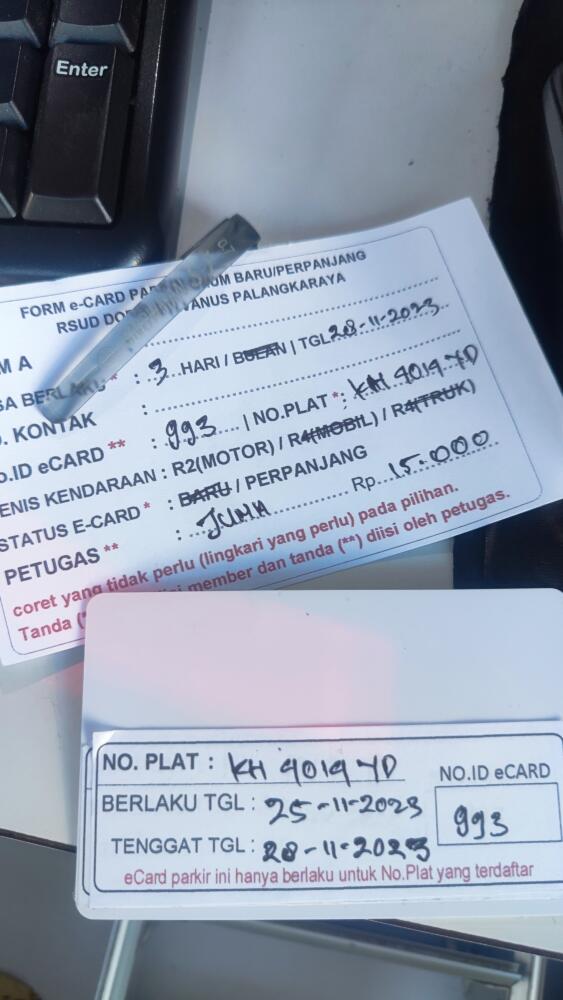 Enter
FORM e-CARD BARU/PERPANJANG
RSUD PALANGKARAYA
M A
BERLAKU* : 3 HARI / BULAN | TGL 28-11-2023
. KONTAK :
o.ID eCARD ** : 993 | NO.PLAT *: KH 4019 YD
ENIS KENDARAAN : R2(MOTOR) / R4(MOBIL) / R4(TRUK)
STATUS E-CARD * : BARU / PERPANJANG
PETUGAS ** : JUMA Rp. 15.000
coret yang tidak perlu (lingkari yang perlu) pada pilihan.
Tanda (* member dan tanda (**) diisi oleh petugas.
NO. PLAT : KH 4019 YD
NO.ID eCARD
BERLAKU TGL : 25-11-2023
993
TENGGAT TGL : 28-11-2023
eCard parkir ini hanya berlaku untuk No.Plat yang terdaftar